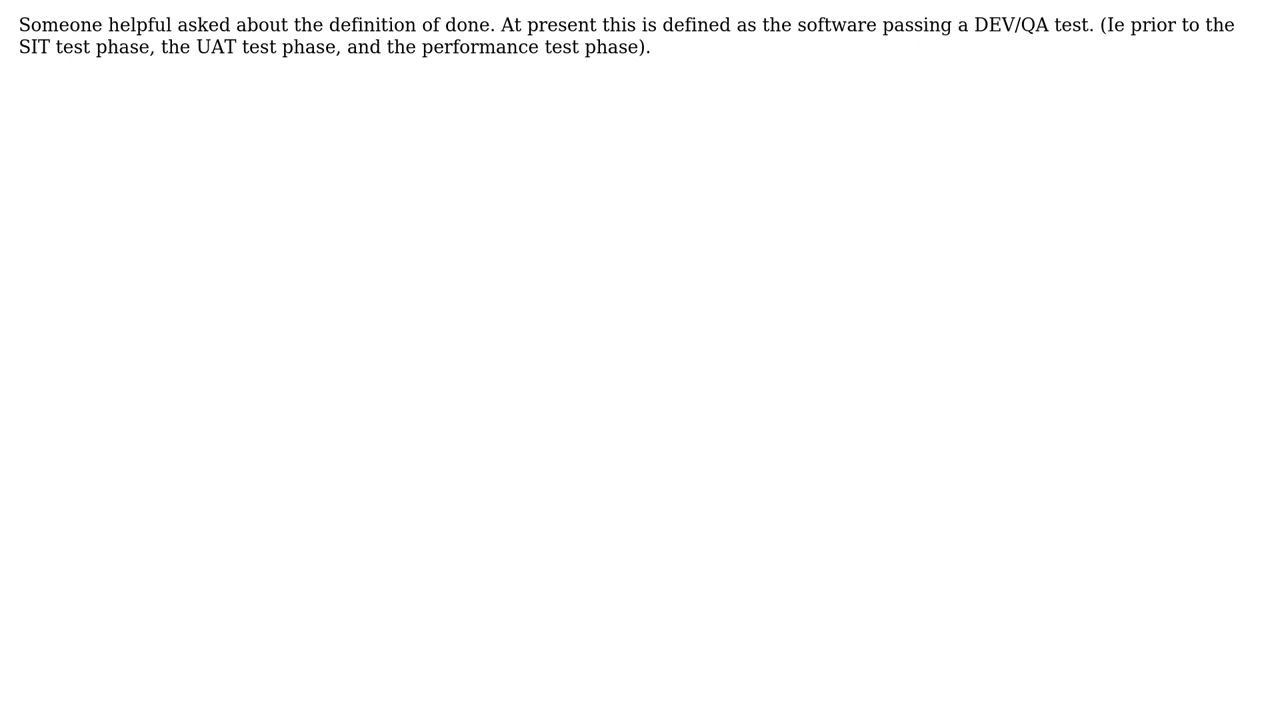 Someone helpful asked about the definition of done. At present this is defined as the software passing a DEV/QA test. (Ie prior to the
SIT test phase, the UAT test phase, and the performance test phase).